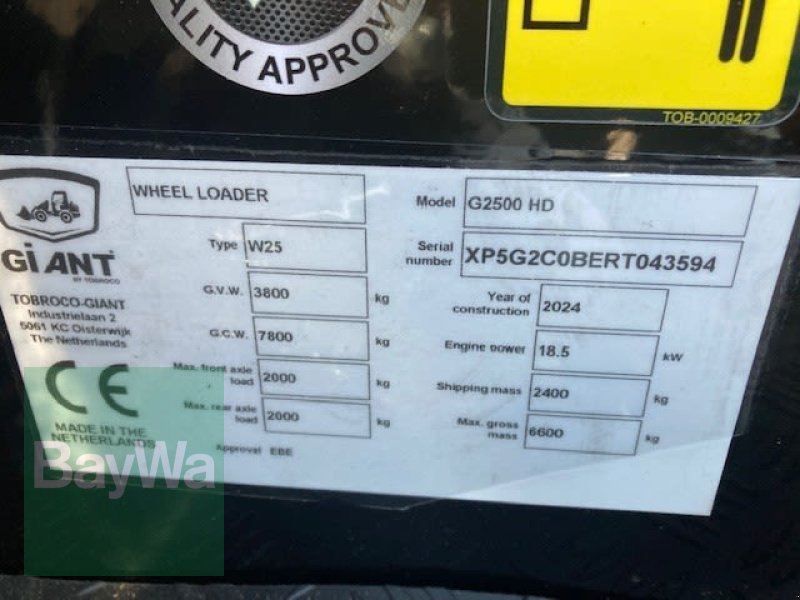 ALITY APPROVE
TOB-0009427
WHEEL LOADER
Model G2500 HD
GiANT
BY TOBROCO
Type W25
Serial number XP5G2C0BERT043594
TOBROCO-GIANT
Industrielaan 2
5061 KC Oisterwijk
The Netherlands
G.V.W. 3800 kg
Year of construction 2024
G.C.W. 7800 kg
Engine power 18.5 kW
Max. front axle load 2000 kg
Shipping mass 2400 kg
Max. rear axle load 2000 kg
Max. gross mass 6600 kg
CE
MADE IN THE
NETHERLANDS
Approval EBE
BayWa